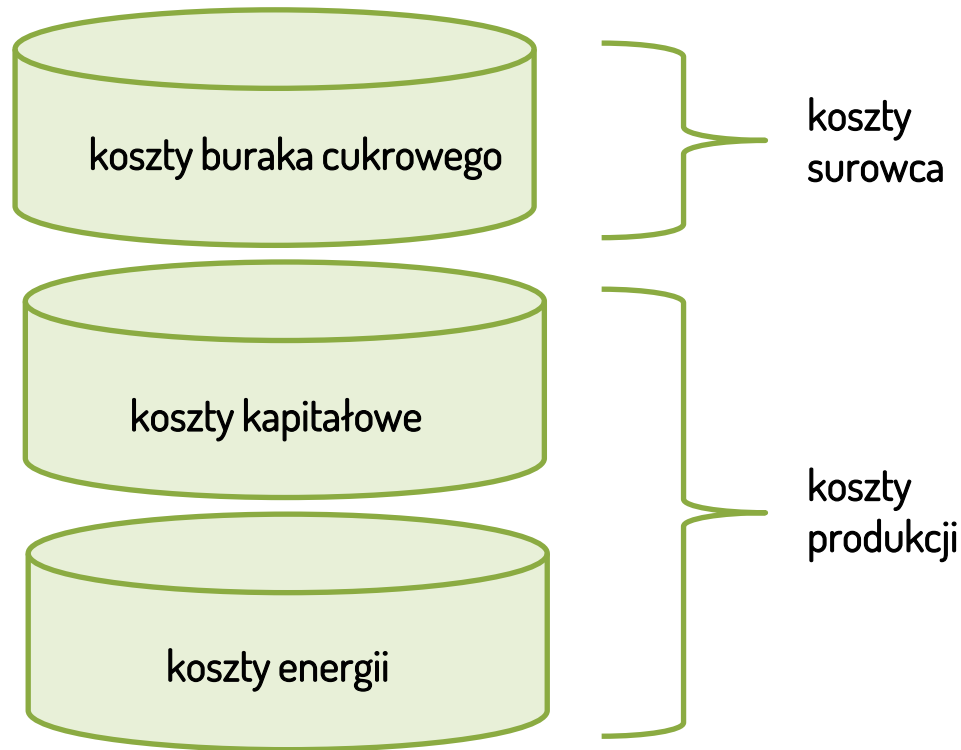 koszty buraka cukrowego
koszty
surowca
koszty kapitałowe
koszty
produkcji
koszty energii